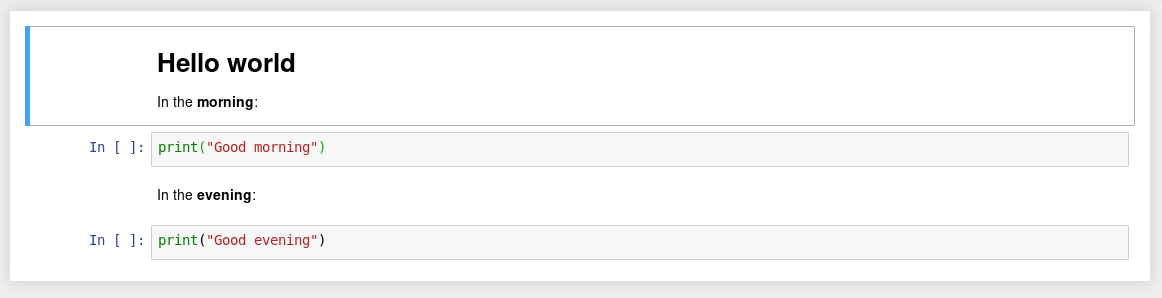 Hello world
In the morning:
In [ ]: print("Good morning")
In the evening:
In [ ]: print("Good evening")